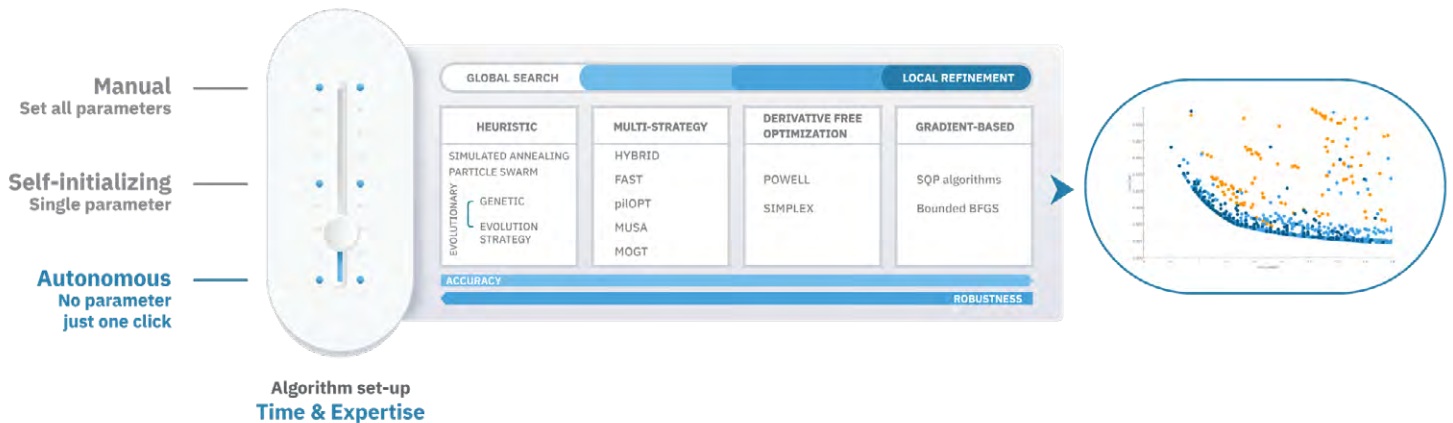 Manual
Set all parameters
Self-initializing
Single parameter
Autonomous
No parameter
just one click
Algorithm set-up
Time & Expertise
GLOBAL SEARCH
LOCAL REFINEMENT
HEURISTIC
SIMULATED ANNEALING
PARTICLE SWARM
EVOLUTIONARY
GENETIC
EVOLUTION
STRATEGY
MULTI-STRATEGY
HYBRID
FAST
pilOPT
MUSA
MOGT
DERIVATIVE FREE
OPTIMIZATION
POWELL
SIMPLEX
GRADIENT-BASED
SQP algorithms
Bounded BFGS
ACCURACY
ROBUSTNESS